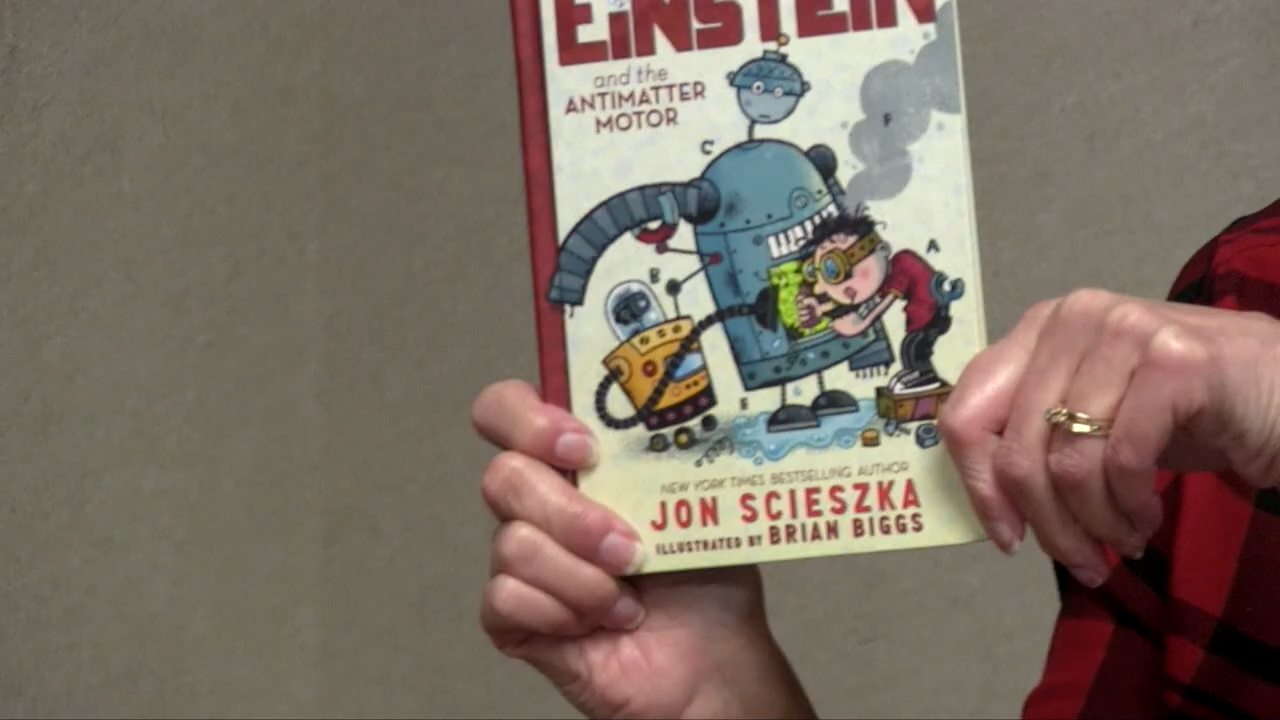 EiNSTEIN
and the
ANTIMATTER
MOTOR
C
F
A
B
E
NEW YORK TIMES BESTSELLING AUTHOR
JON SCIESZKA
ILLUSTRATED BY BRIAN BIGGS